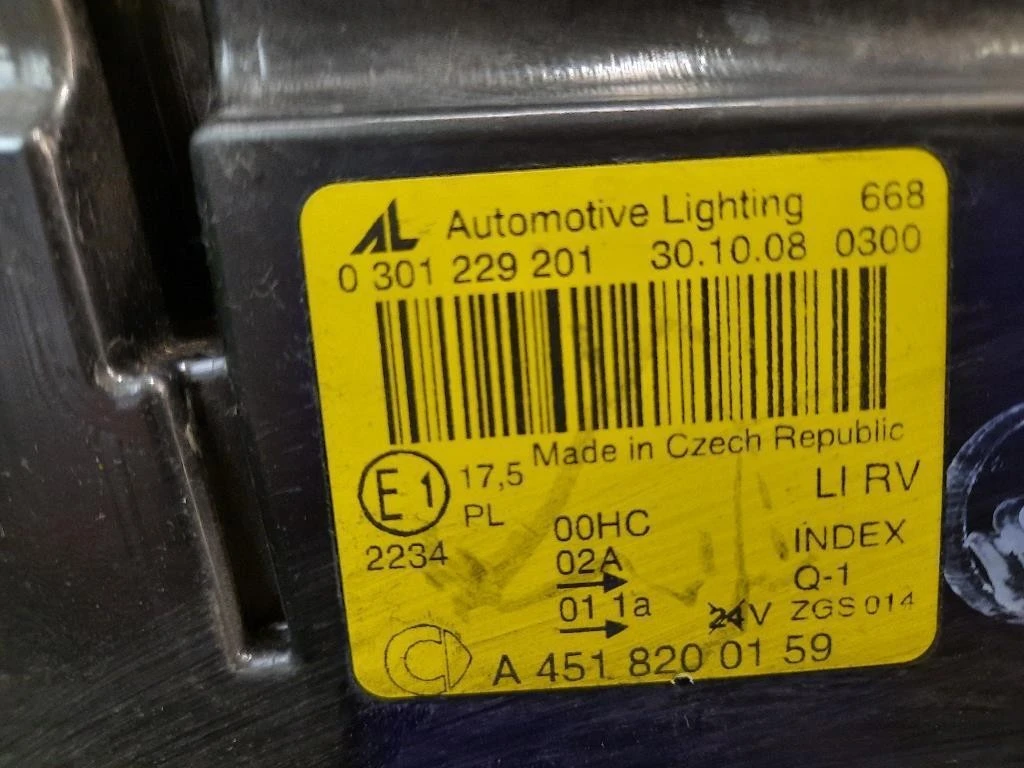 AL Automotive Lighting 668
0 301 229 201 30.10.08 0300
Made in Czech Republic
E1 17,5 LI RV
PL 00HC
2234 02A INDEX
Q-1
01 1a 24V ZGS 014
A 451 820 01 59